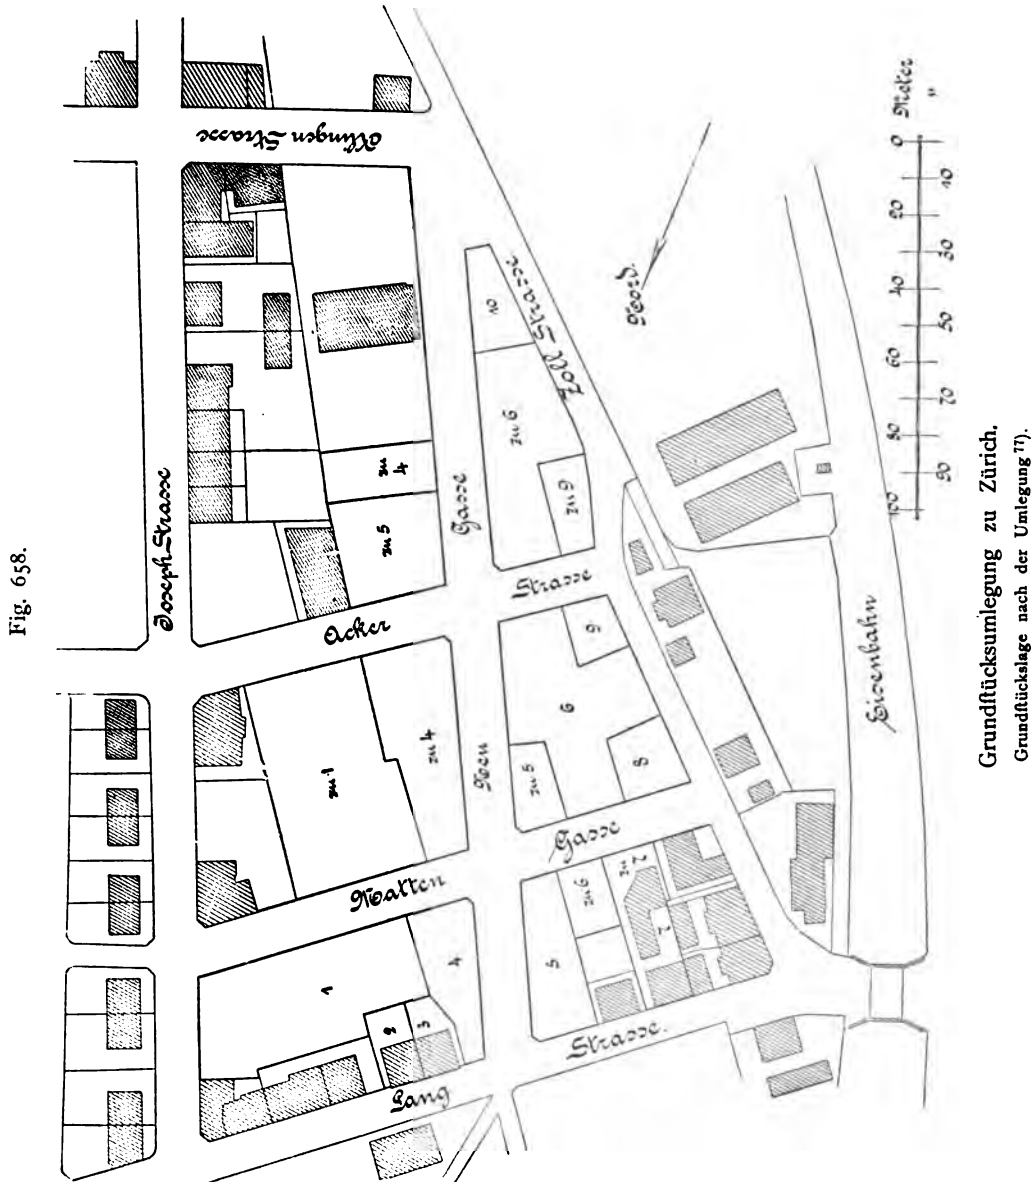 Fig. 658.
Joseph-Strasse
Klingen Strasse
Zoll Strasse
Nord.
Meter
"
0
10
20
30
40
50
60
70
80
90
100
10
zu 6
zu 9
zu 4
zu 5
Acker
Strasse
Neu
Gasse
zu 1
zu 4
zu 5
6
9
8
Matten
Gasse
1
2
3
4
5
zu 6
zu 7
7
Lang
Strasse.
Eisenbahn
Grundſtücksumlegung zu Zürich.
Grundſtückslage nach der Umlegung 77).